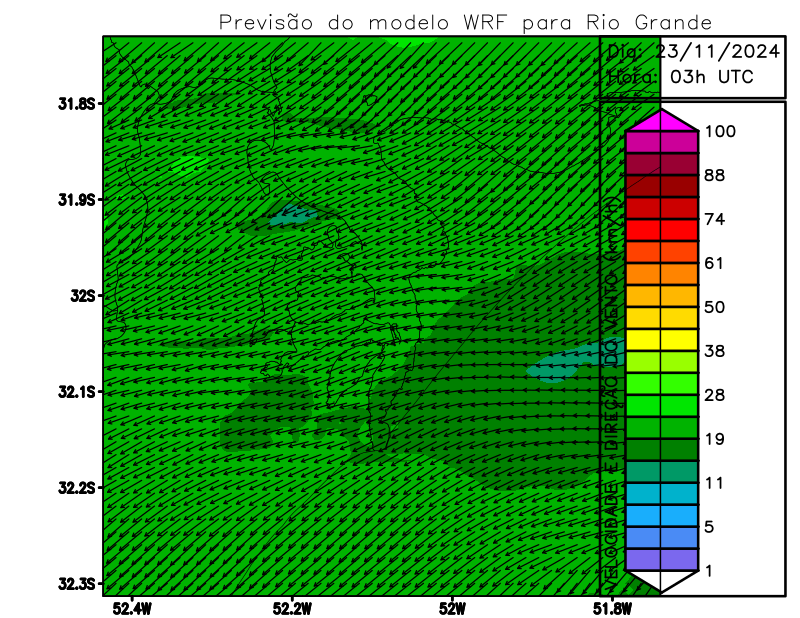 Previsão do modelo WRF para Rio Grande
Dia: 23/11/2024
Hora: 03h UTC
31.8S
31.9S
32S
32.1S
32.2S
32.3S
52.4W
52.2W
52W
51.8W
VELOCIDADE E DIREÇÃO DO VENTO (km/h)
100
88
74
61
50
38
28
19
11
5
1